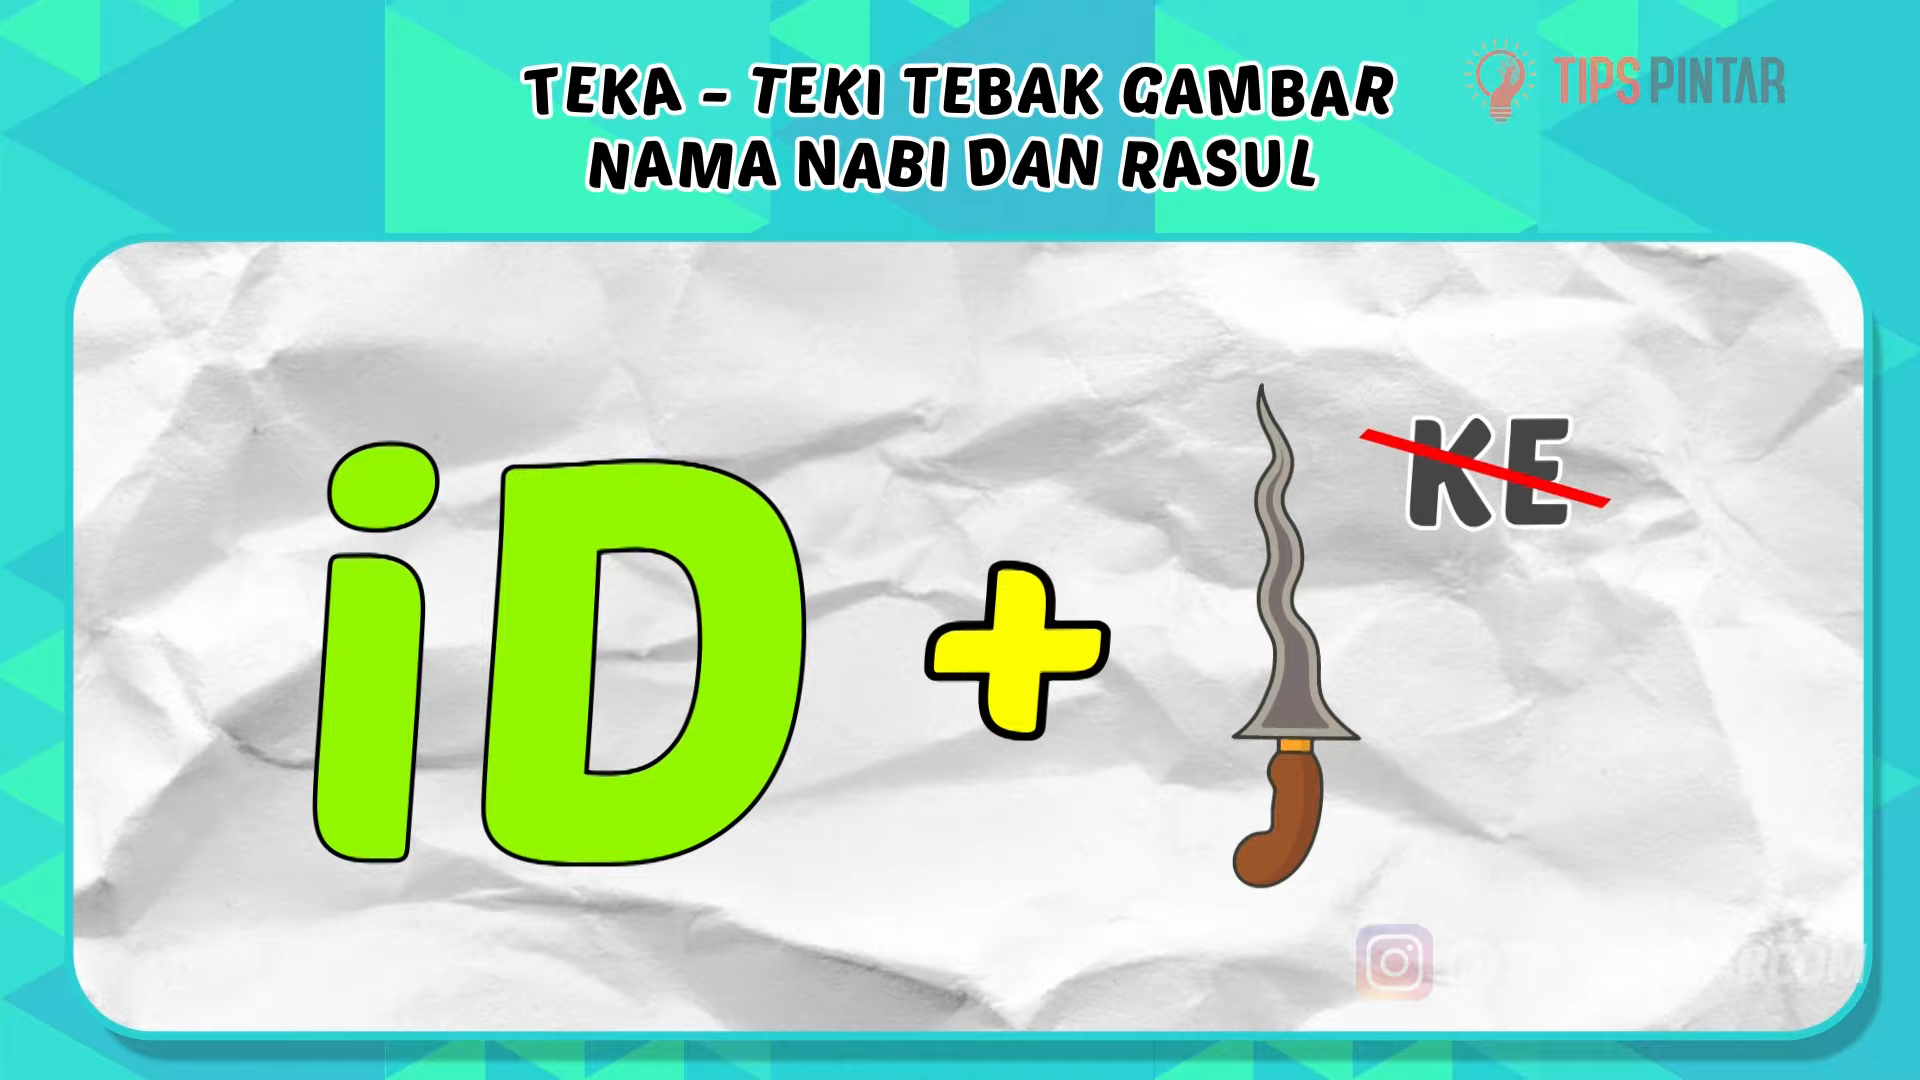 TEKA - TEKI TEBAK GAMBAR
NAMA NABI DAN RASUL
TIPS PINTAR
iD
+
KE